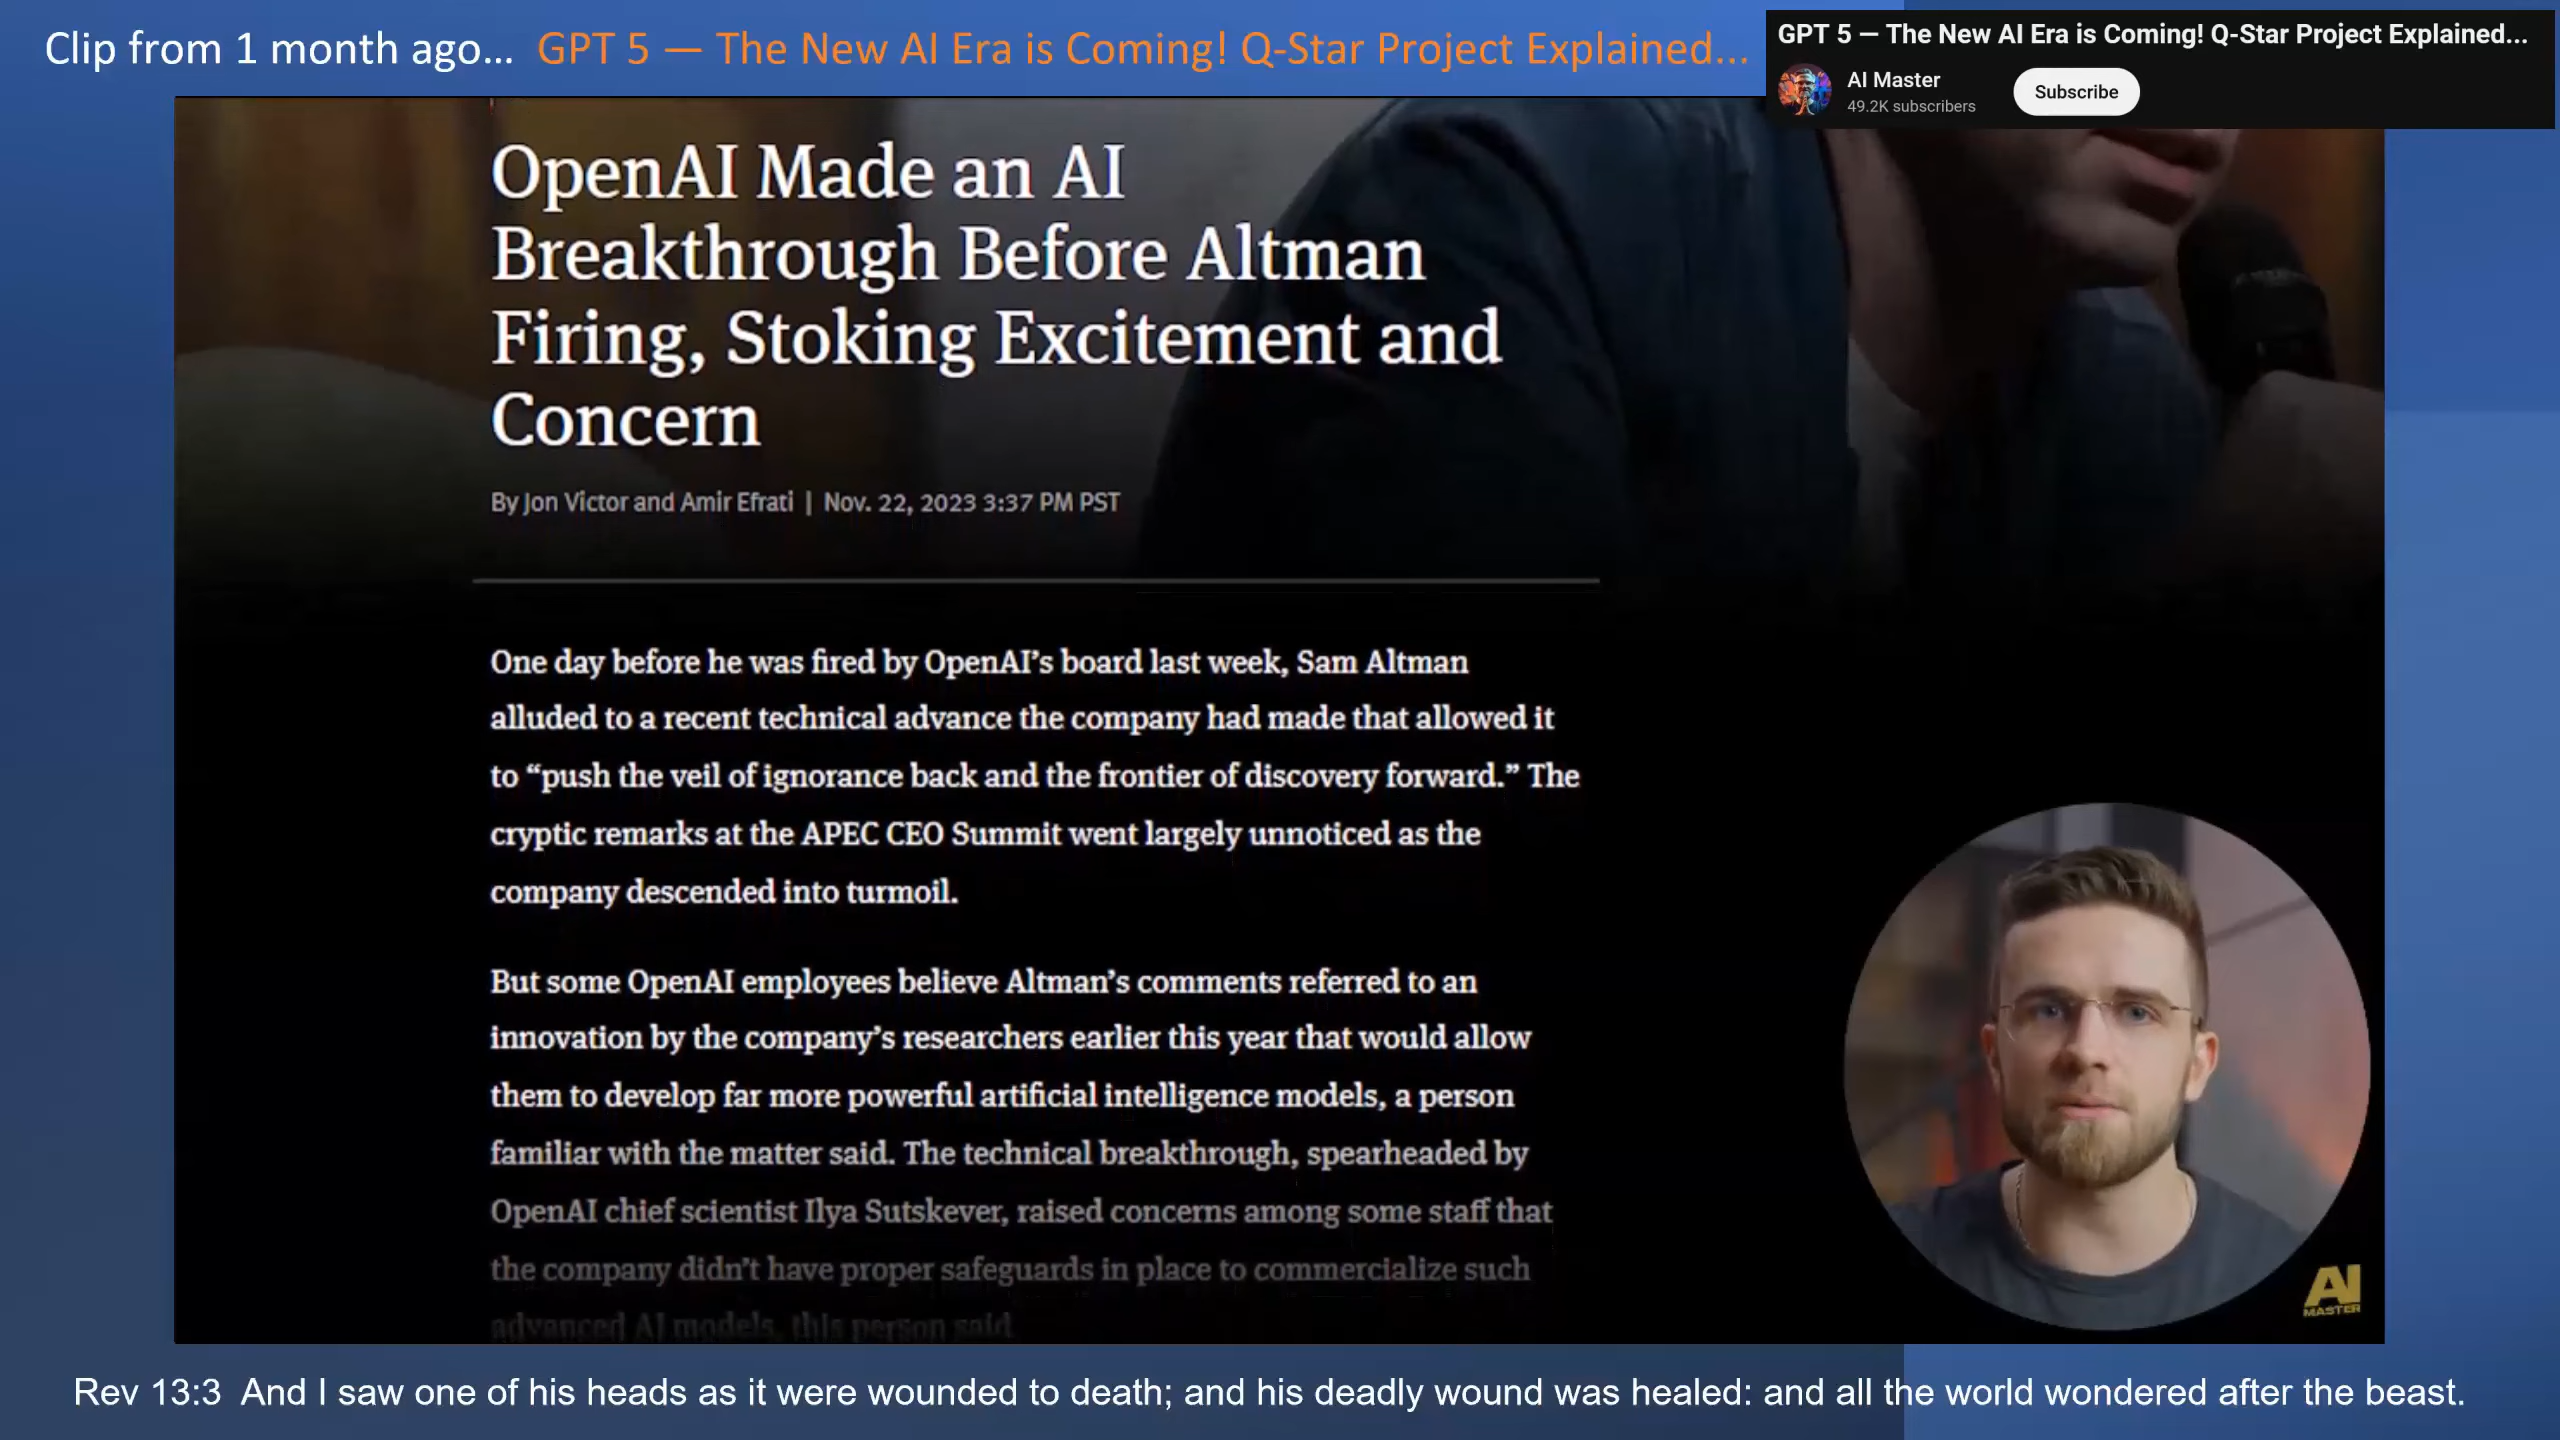 Clip from 1 month ago... GPT 5 — The New AI Era is Coming! Q-Star Project Explained...
GPT 5 — The New AI Era is Coming! Q-Star Project Explained...
AI Master
49.2K subscribers
Subscribe
OpenAI Made an AI
Breakthrough Before Altman
Firing, Stoking Excitement and
Concern
By Jon Victor and Amir Efrati | Nov. 22, 2023 3:37 PM PST
One day before he was fired by OpenAI’s board last week, Sam Altman
alluded to a recent technical advance the company had made that allowed it
to “push the veil of ignorance back and the frontier of discovery forward.” The
cryptic remarks at the APEC CEO Summit went largely unnoticed as the
company descended into turmoil.
But some OpenAI employees believe Altman’s comments referred to an
innovation by the company’s researchers earlier this year that would allow
them to develop far more powerful artificial intelligence models, a person
familiar with the matter said. The technical breakthrough, spearheaded by
OpenAI chief scientist Ilya Sutskever, raised concerns among some staff that
the company didn’t have proper safeguards in place to commercialize such
advanced AI models, this person said
AI
MASTER
Rev 13:3 And I saw one of his heads as it were wounded to death; and his deadly wound was healed: and all the world wondered after the beast.